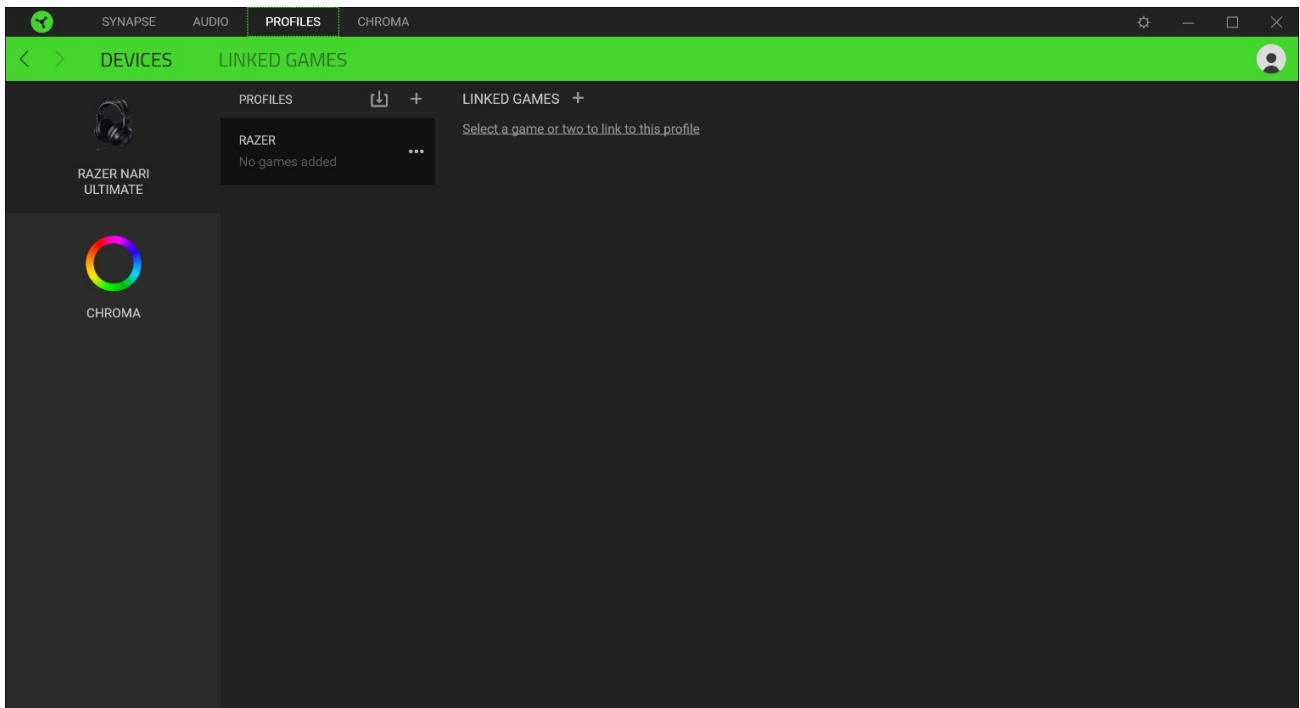 SYNAPSE AUDIO PROFILES CHROMA
DEVICES LINKED GAMES
RAZER NARI
ULTIMATE
CHROMA
PROFILES
RAZER
No games added
LINKED GAMES
Select a game or two to link to this profile